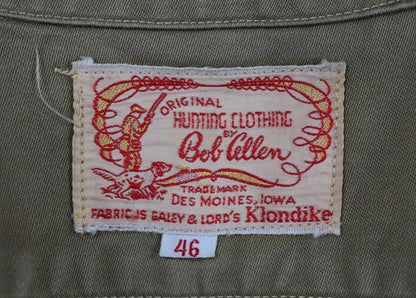 ORIGINAL
HUNTING CLOTHING
BY
Bob Allen
TRADE MARK
DES MOINES, IOWA
FABRIC IS GALEY & LORD'S Klondike
46